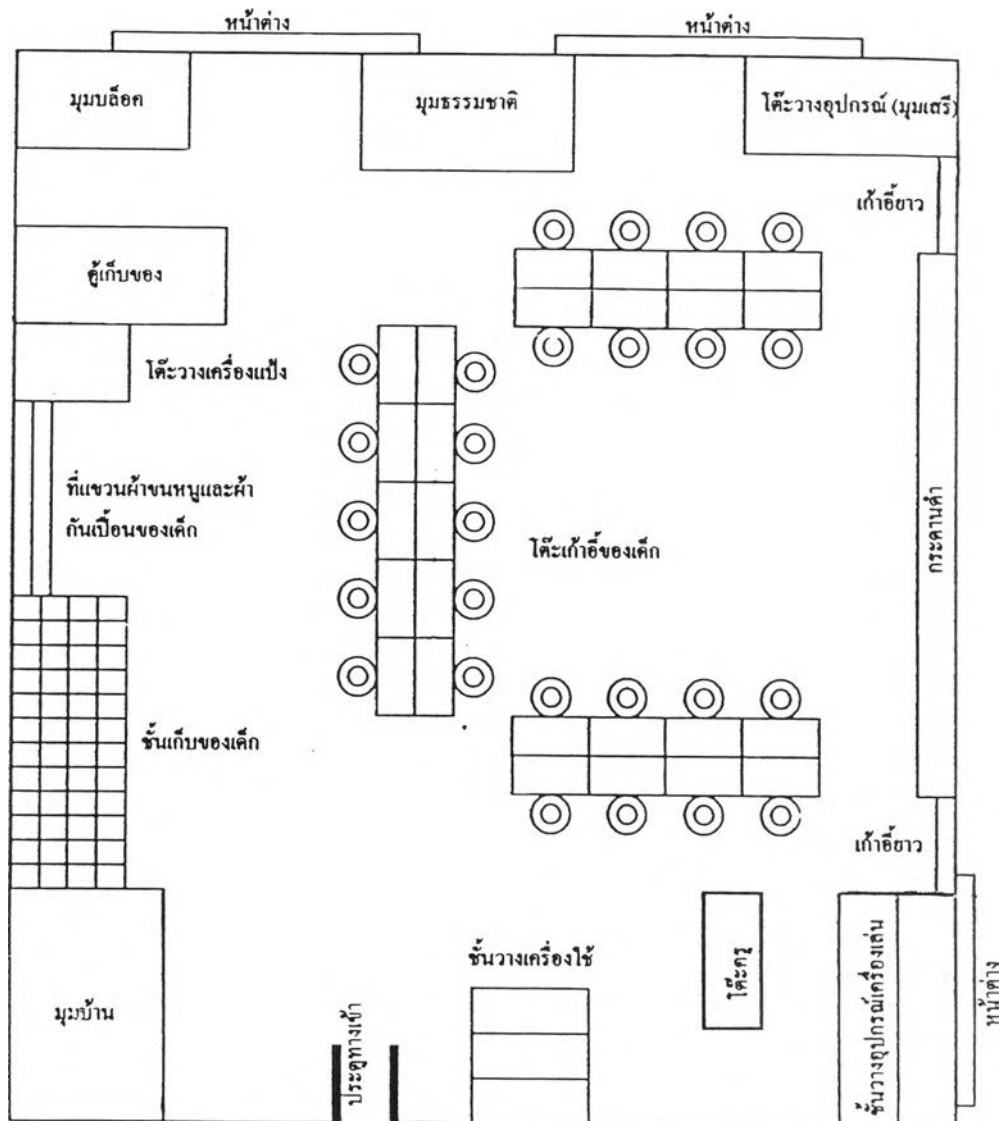 หน้าต่าง
หน้าต่าง
มุมบล็อค
มุมธรรมชาติ
โต๊ะวางอุปกรณ์ (มุมเสรี)
เก้าอี้ยาว
ตู้เก็บของ
โต๊ะวางเครื่องแป้ง
ที่แขวนผ้าขนหนูและผ้า
กันเปื้อนของเด็ก
โต๊ะเก้าอี้ของเด็ก
กระดานดำ
ชั้นเก็บของเด็ก
เก้าอี้ยาว
ชั้นวางเครื่องใช้
โต๊ะครู
ชั้นวางอุปกรณ์เครื่องเล่น
หน้าต่าง
มุมบ้าน
ประตูทางเข้า